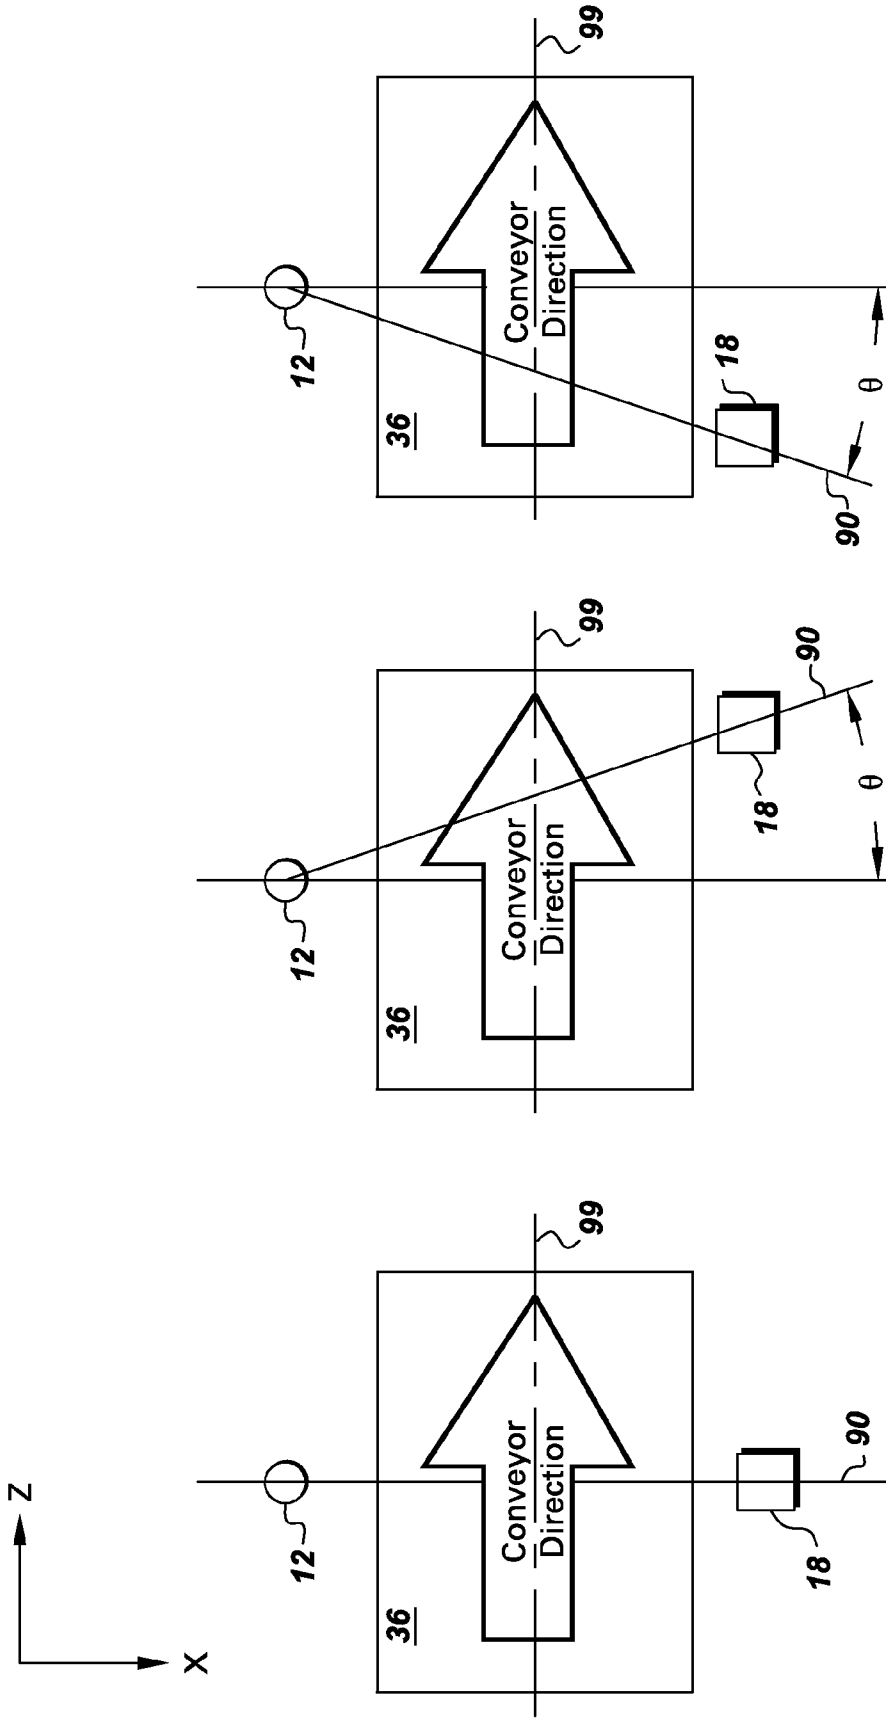 Z
X
12
36
Conveyor
Direction
99
18
90
12
36
Conveyor
Direction
99
18
90
θ
12
36
Conveyor
Direction
99
18
90
θ